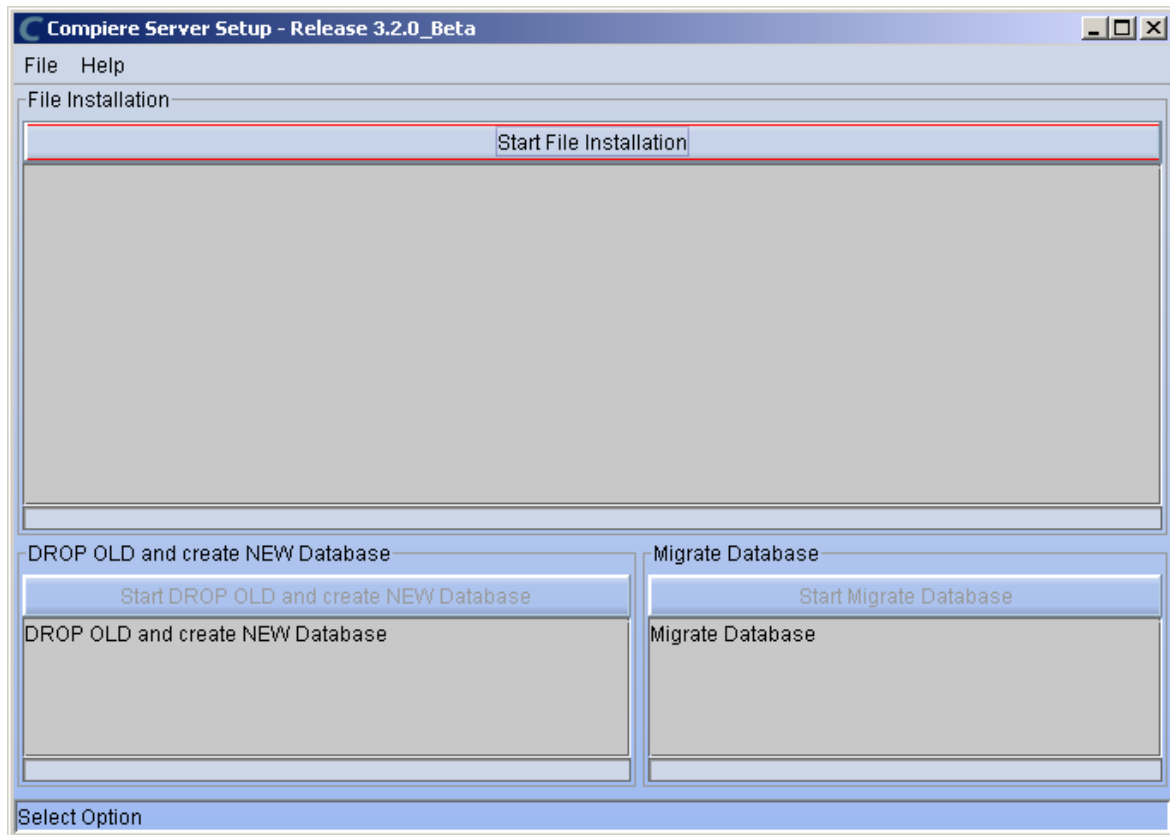 Compiere Server Setup - Release 3.2.0_Beta
File Help
File Installation
Start File Installation
DROP OLD and create NEW Database
Start DROP OLD and create NEW Database
DROP OLD and create NEW Database
Migrate Database
Start Migrate Database
Migrate Database
Select Option